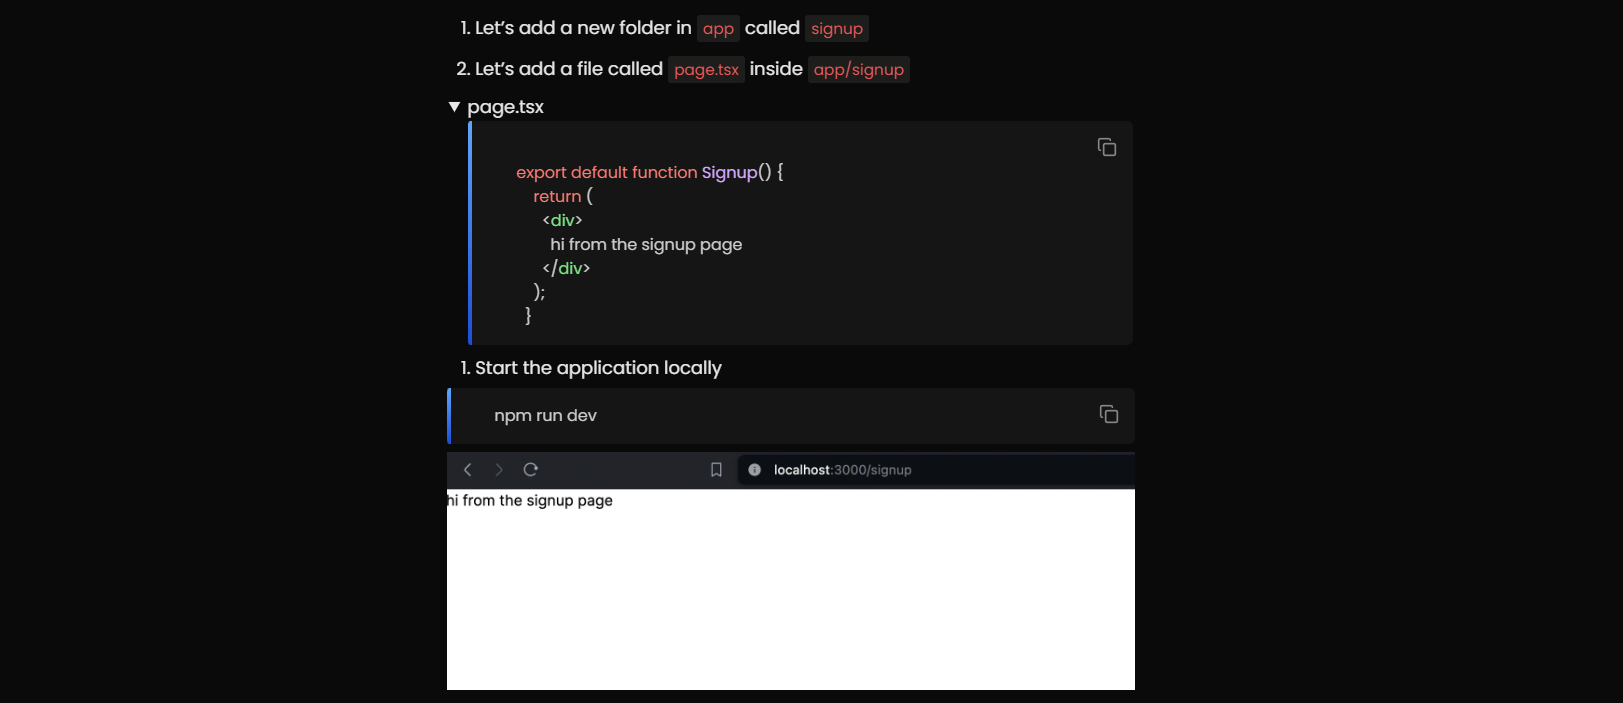 1. Let’s add a new folder in app called signup
2. Let’s add a file called page.tsx inside app/signup
page.tsx
export default function Signup() {
return (
<div>
hi from the signup page
</div>
);
}
1. Start the application locally
npm run dev
localhost:3000/signup
hi from the signup page